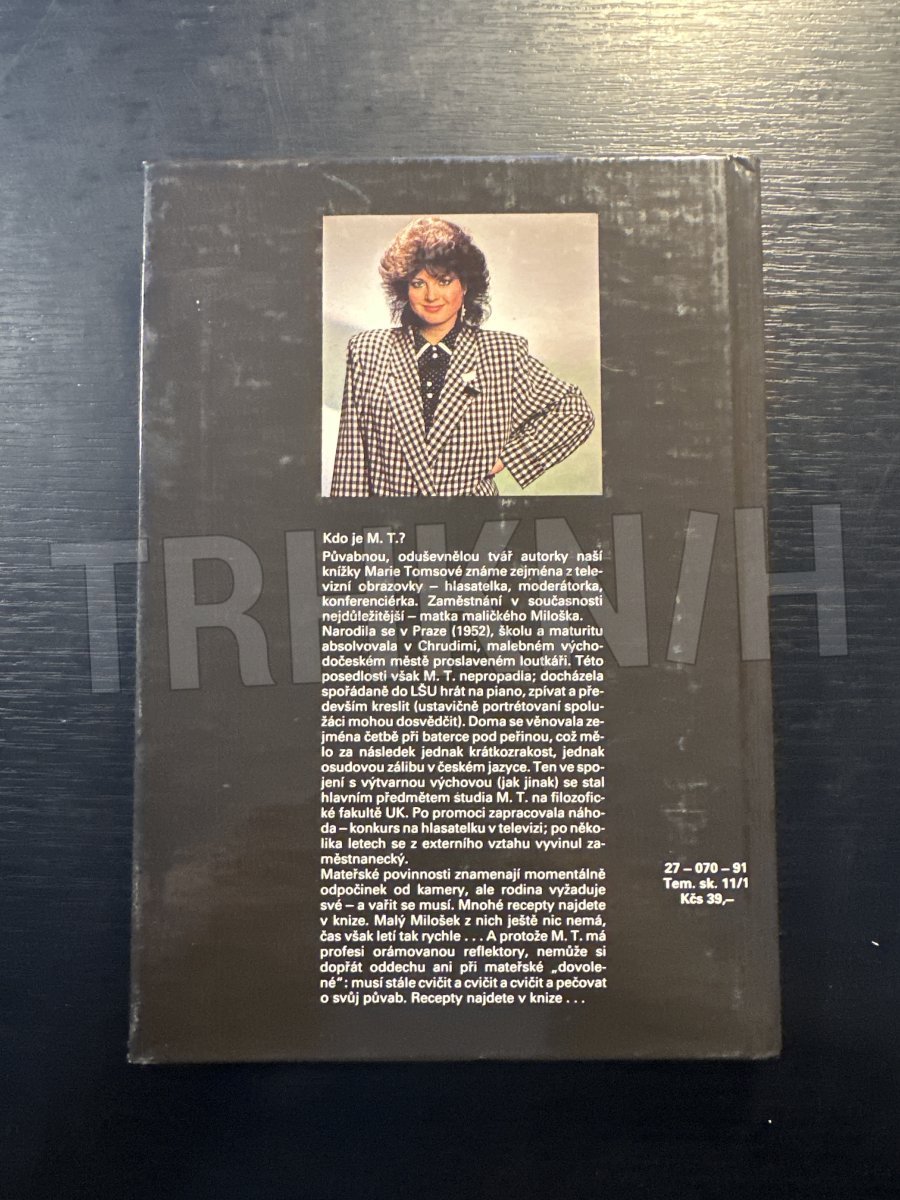 Kdo je M. T.?
Půvabnou, oduševnělou tvář autorky naší
knížky Marie Tomsové známe zejména z tele-
vizní obrazovky – hlasatelka, moderátorka,
konferenciérka. Zaměstnání v současnosti
nejdůležitější – matka maličkého Miloška.
Narodila se v Praze (1952), školu a maturitu
absolvovala v Chrudimi, malebném výcho-
dočeském městě proslaveném loutkáři. Této
posedlosti však M. T. nepropadla; docházela
spořádaně do LŠU hrát na piano, zpívat a pře-
devším kreslit (ustavičně portrétovaní spolu-
žáci mohou dosvědčit). Doma se věnovala ze-
jména četbě při baterce pod peřinou, což mě-
lo za následek jednak krátkozrakost, jednak
osudovou zálibu v českém jazyce. Ten ve spo-
jení s výtvarnou výchovou (jak jinak) se stal
hlavním předmětem studia M. T. na filozofic-
ké fakultě UK. Po promoci zapracovala náho-
da – konkurs na hlasatelku v televizi; po něko-
lika letech se z externího vztahu vyvinul za-
městnanecký.
Mateřské povinnosti znamenají momentálně
odpočinek od kamery, ale rodina vyžaduje
své – a vařit se musí. Mnohé recepty najdete
v knize. Malý Milošek z nich ještě nic nemá,
čas však letí tak rychle . . . A protože M. T. má
profesi orámovanou reflektory, nemůže si
dopřát oddechu ani při mateřské „dovole-
né“: musí stále cvičit a cvičit a cvičit a pečovat
o svůj půvab. Recepty najdete v knize . . .
27 – 070 – 91
Tem. sk. 11/1
Kčs 39,–
TRHKN/H